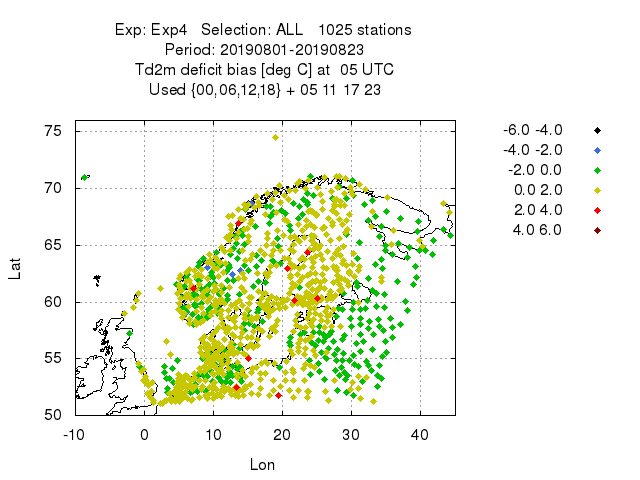 Exp: Exp4 Selection: ALL 1025 stations
Period: 20190801-20190823
Td2m deficit bias [deg C] at 05 UTC
Used {00,06,12,18} + 05 11 17 23
-6.0 -4.0
-4.0 -2.0
-2.0 0.0
0.0 2.0
2.0 4.0
4.0 6.0
75
70
65
60
55
50
Lat
-10 0 10 20 30 40
Lon